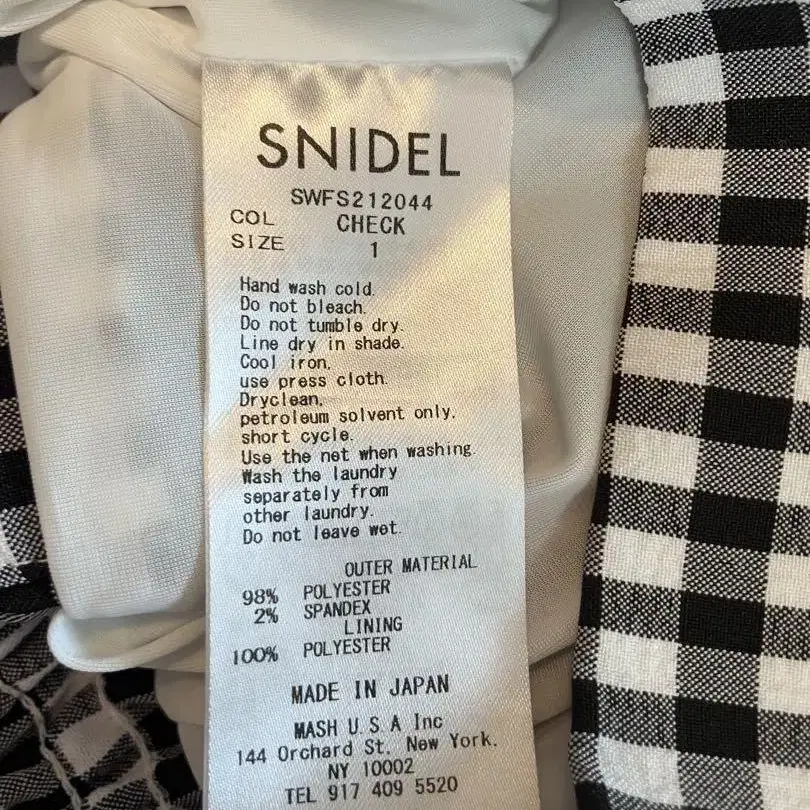 SNIDEL
SWFS212044
COL CHECK
SIZE 1
Hand wash cold.
Do not bleach.
Do not tumble dry.
Line dry in shade.
Cool iron,
use press cloth.
Dryclean,
petroleum solvent only.
short cycle.
Use the net when washing.
Wash the laundry
separately from
other laundry.
Do not leave wet.
OUTER MATERIAL
98% POLYESTER
2% SPANDEX
LINING
100% POLYESTER
MADE IN JAPAN
MASH U.S.A Inc
144 Orchard St. New York.
NY 10002
TEL 917 409 5520